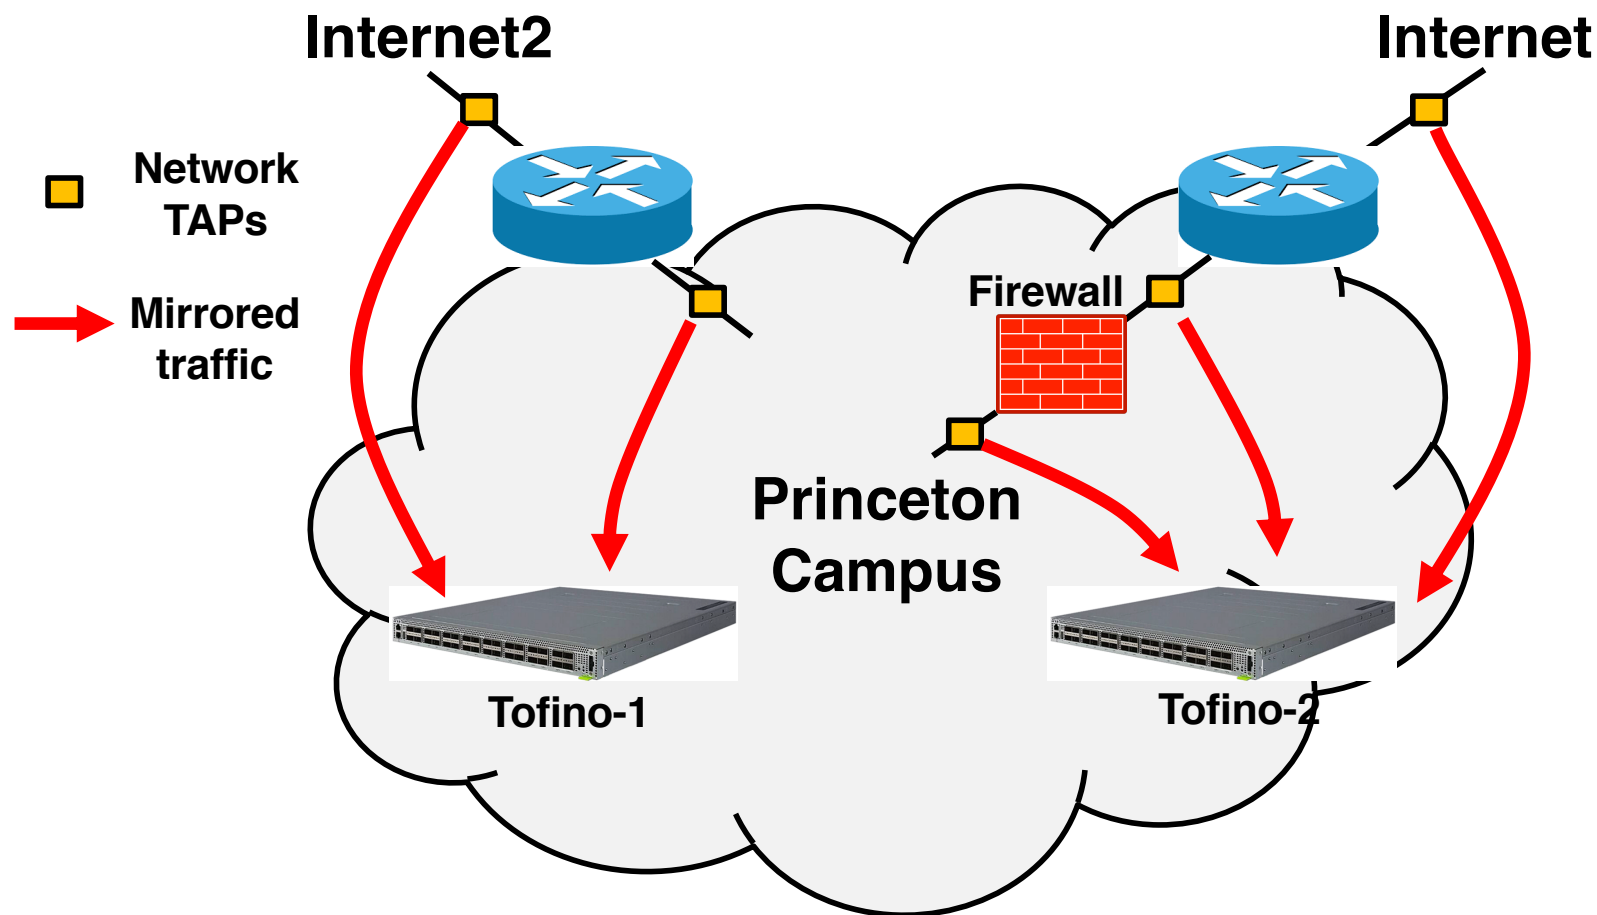 Internet2
Internet
Network
TAPs
Mirrored
traffic
Firewall
Princeton
Campus
Tofino-1
Tofino-2